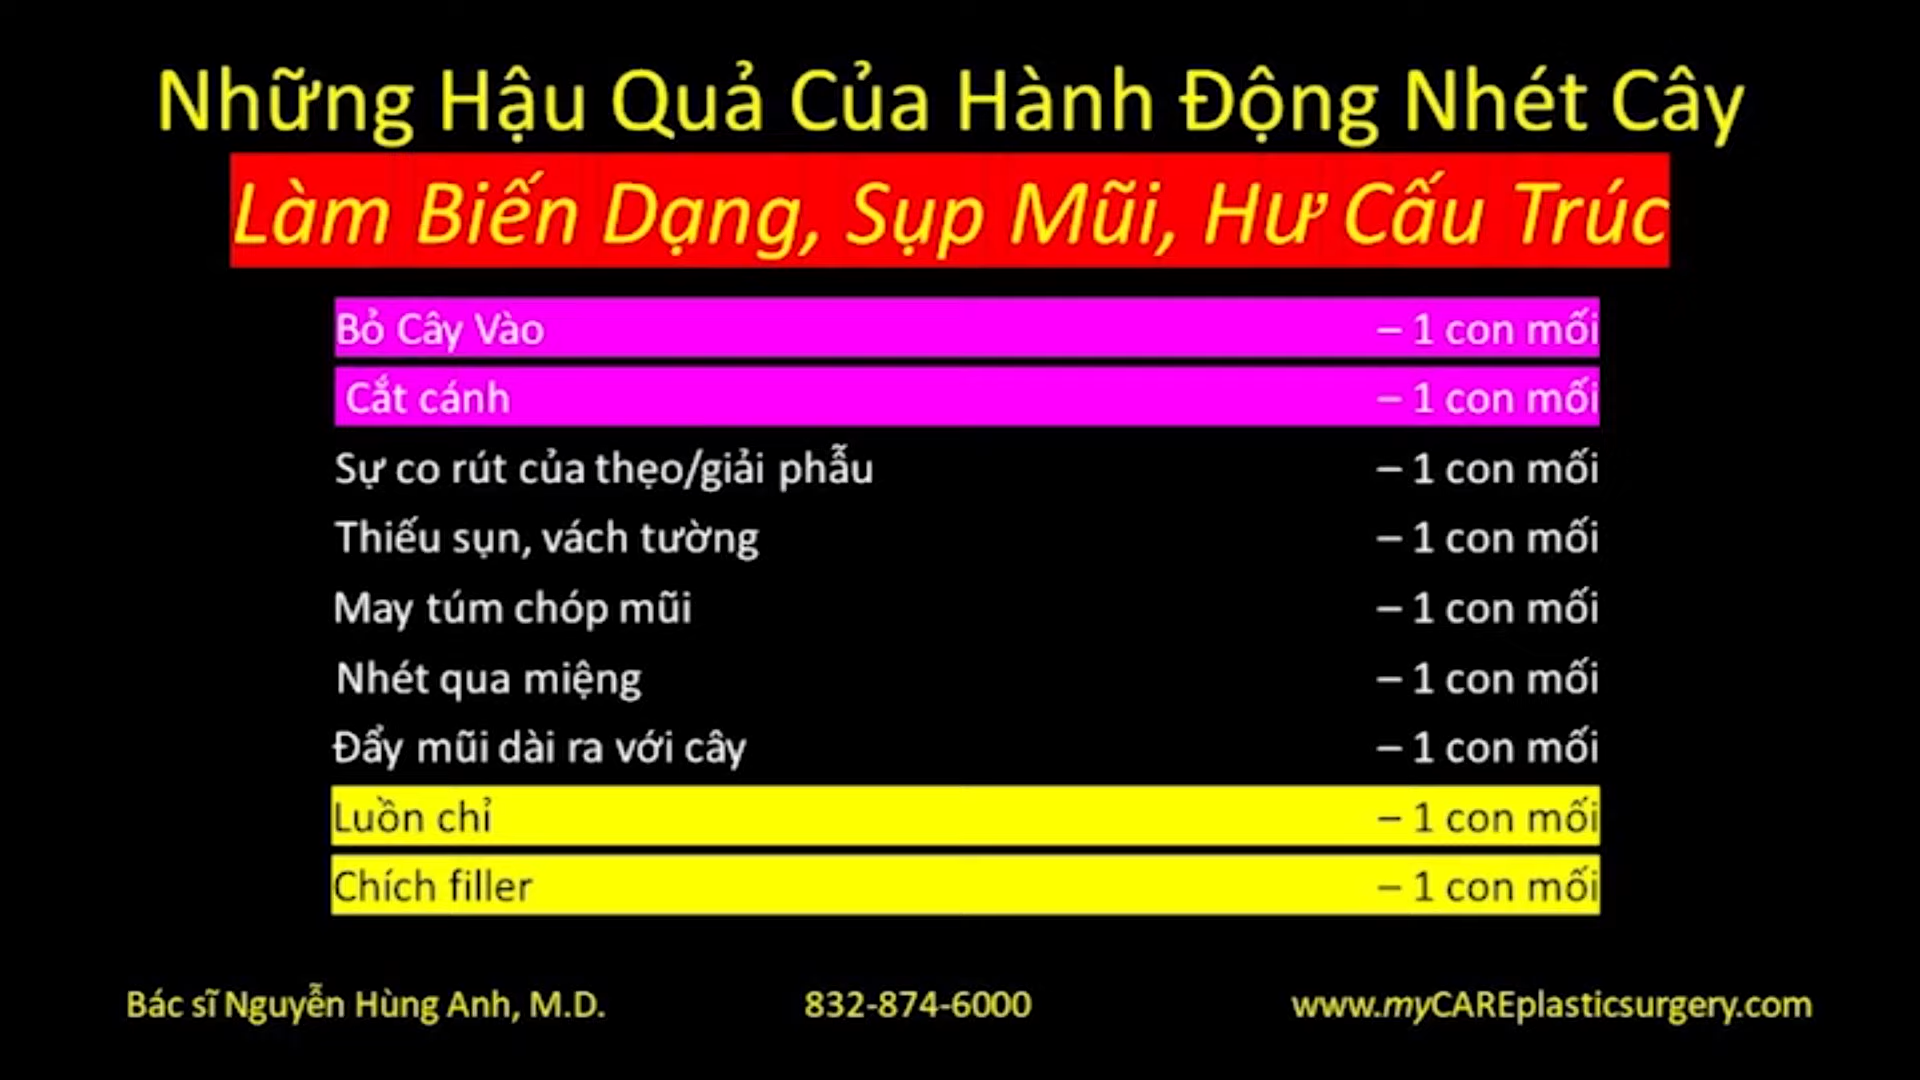 Những Hậu Quả Của Hành Động Nhét Cây
Làm Biến Dạng, Sụp Mũi, Hư Cấu Trúc
Bỏ Cây Vào – 1 con mối
Cắt cánh – 1 con mối
Sự co rút của thẹo/giải phẫu – 1 con mối
Thiếu sụn, vách tường – 1 con mối
May túm chóp mũi – 1 con mối
Nhét qua miệng – 1 con mối
Đẩy mũi dài ra với cây – 1 con mối
Luồn chỉ – 1 con mối
Chích filler – 1 con mối
Bác sĩ Nguyễn Hùng Anh, M.D. 832-874-6000 www.myCAREplasticsurgery.com